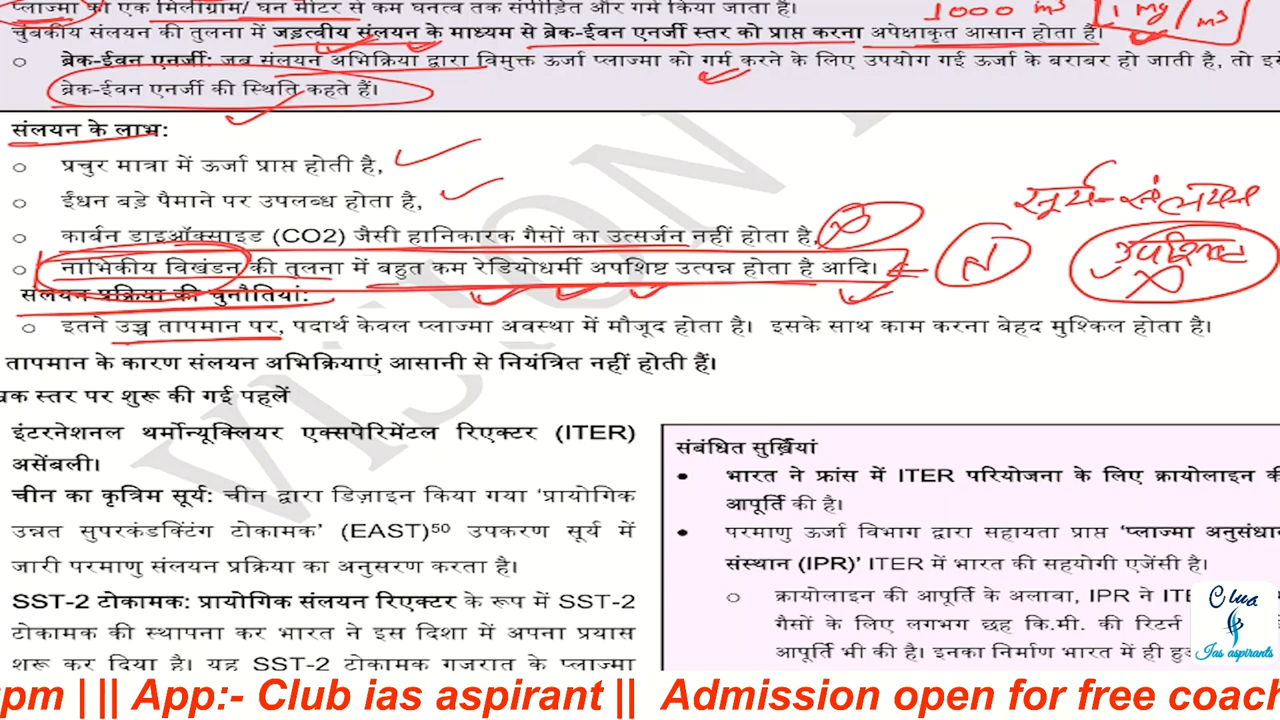 प्लाज्मा को एक मिलीग्राम/ घन मीटर से कम घनत्व तक संपीड़ित और गर्म किया जाता है।
1000 m³ 1 mg/m³
चुंबकीय संलयन की तुलना में जड़त्वीय संलयन के माध्यम से ब्रेक-ईवन एनर्जी स्तर को प्राप्त करना अपेक्षाकृत आसान होता है।
○ ब्रेक-ईवन एनर्जी: जब संलयन अभिक्रिया द्वारा विमुक्त ऊर्जा प्लाज्मा को गर्म करने के लिए उपयोग गई ऊर्जा के बराबर हो जाती है, तो
ब्रेक-ईवन एनर्जी की स्थिति कहते हैं।
संलयन के लाभ:
○ प्रचुर मात्रा में ऊर्जा प्राप्त होती है,
○ ईंधन बड़े पैमाने पर उपलब्ध होता है,
सूर्य - संलयन
○ कार्बन डाइऑक्साइड (CO2) जैसी हानिकारक गैसों का उत्सर्जन नहीं होता है,
उपशिष्ट
N
○ नाभिकीय विखंडन की तुलना में बहुत कम रेडियोधर्मी अपशिष्ट उत्पन्न होता है आदि।
संलयन प्रक्रिया की चुनौतियां:
○ इतने उच्च तापमान पर, पदार्थ केवल प्लाज्मा अवस्था में मौजूद होता है। इसके साथ काम करना बेहद मुश्किल होता है।
तापमान के कारण संलयन अभिक्रियाएं आसानी से नियंत्रित नहीं होती हैं।
स्तर पर शुरू की गई पहलें
इंटरनेशनल थर्मोन्यूक्लियर एक्सपेरिमेंटल रिएक्टर (ITER)
असेंबली।
चीन का कृत्रिम सूर्य: चीन द्वारा डिज़ाइन किया गया 'प्रायोगिक
उन्नत सुपरकंडक्टिंग टोकामक' (EAST)⁵⁰ उपकरण सूर्य में
जारी परमाणु संलयन प्रक्रिया का अनुसरण करता है।
SST-2 टोकामक: प्रायोगिक संलयन रिएक्टर के रूप में SST-2
टोकामक की स्थापना कर भारत ने इस दिशा में अपना प्रयास
शुरू कर दिया है। यह SST-2 टोकामक गुजरात के प्लाज्मा
संबंधित सुर्ख़ियां
• भारत ने फ्रांस में ITER परियोजना के लिए क्रायोलाइन की
आपूर्ति की है।
• परमाणु ऊर्जा विभाग द्वारा सहायता प्राप्त 'प्लाज्मा अनुसंधान
संस्थान (IPR)' ITER में भारत की सहयोगी एजेंसी है।
○ क्रायोलाइन की आपूर्ति के अलावा, IPR ने
गैसों के लिए लगभग छह कि.मी. की रिटर्न
आपूर्ति भी की है। इनका निर्माण भारत में ही
VISION
Club
Ias aspirants
pm | || App:- Club ias aspirant || Admission open for free coach